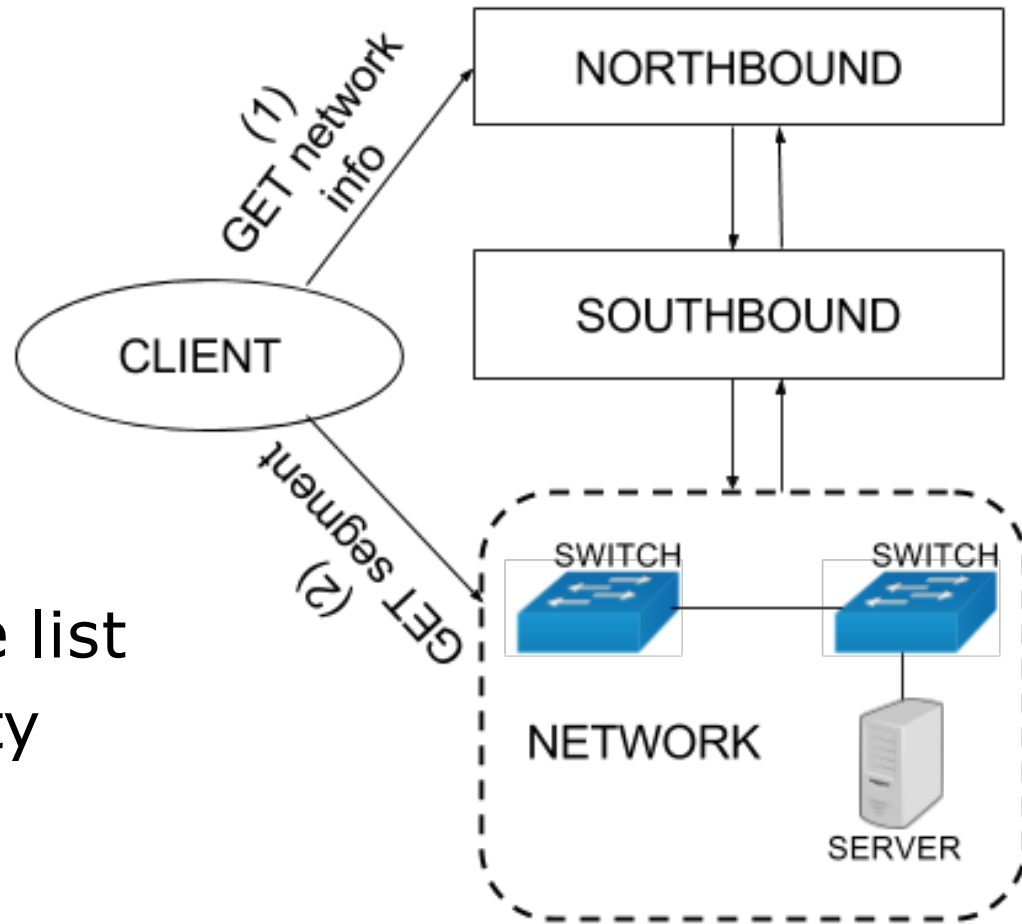 NORTHBOUND
(1)
GET network
info
SOUTHBOUND
CLIENT
GET segment
(2)
SWITCH
SWITCH
list
NETWORK
SERVER